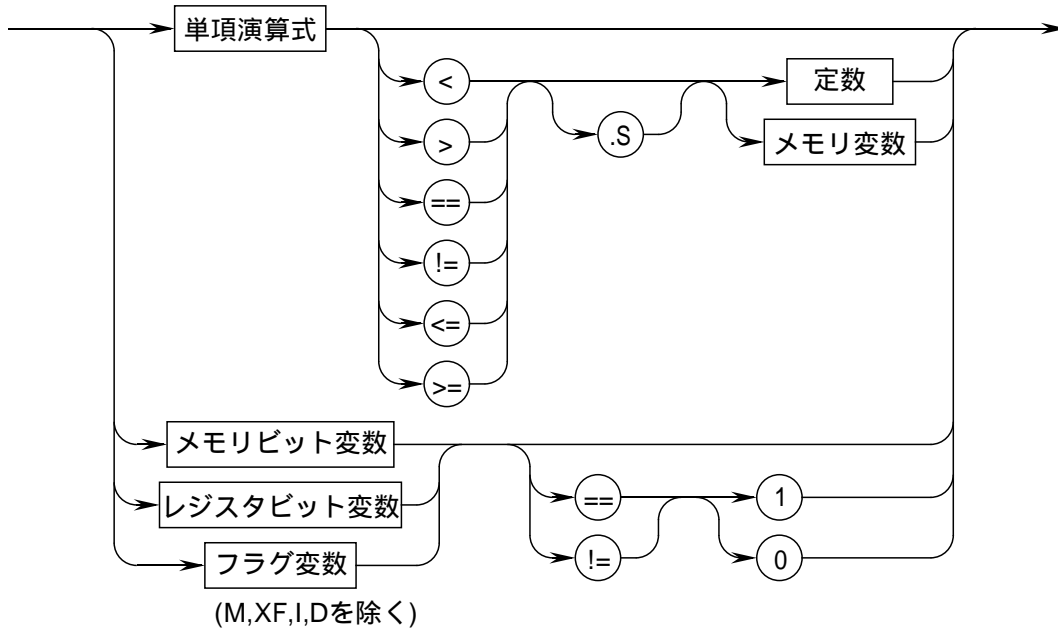 単項演算式
<
定数
>
.S
メモリ変数
==
!=
<=
>=
メモリビット変数
レジスタビット変数
==
1
フラグ変数
!=
0
(M,XF,I,Dを除く)